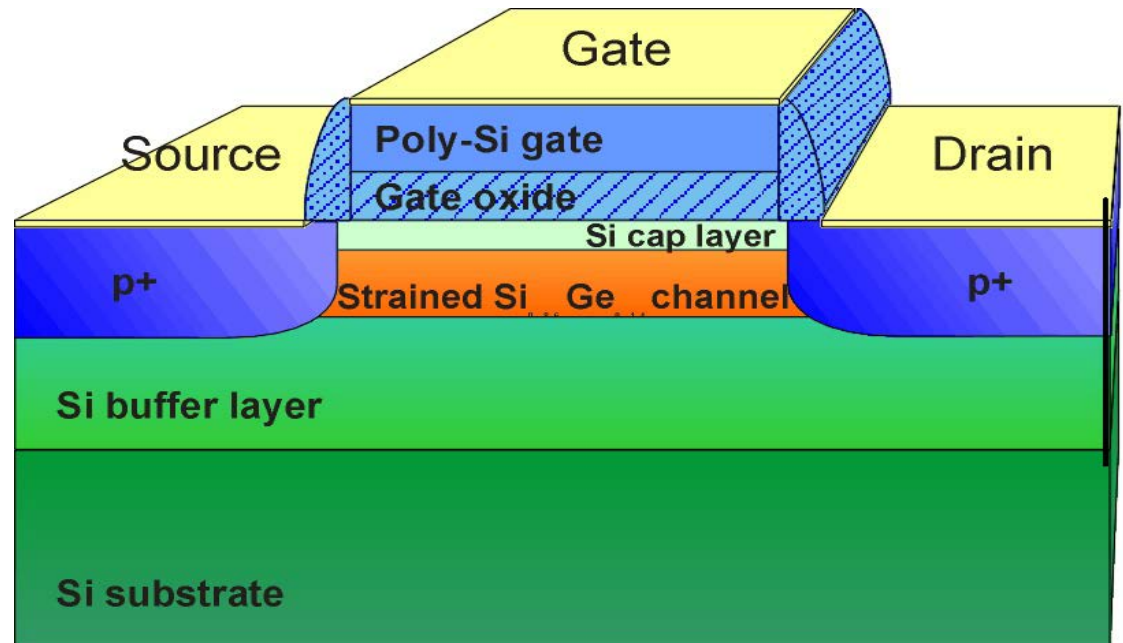 Gate
Source
Poly-Si gate
Drain
Gate oxide
Si cap layer
p+
p+
Strained Si Ge channel
Si buffer layer
Si substrate